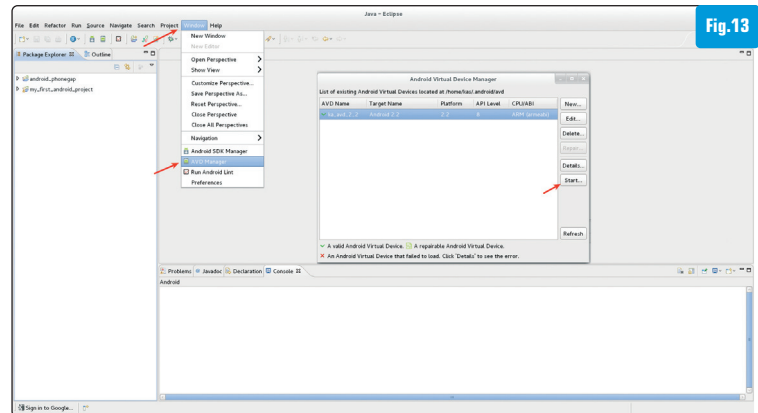 Java - Eclipse
Fig.13
File Edit Refactor Run Source Navigate Search Project Window Help
New Window
New Editor
Open Perspective
Show View
Customize Perspective...
Save Perspective As...
Reset Perspective...
Close Perspective
Close All Perspectives
Navigation
Android SDK Manager
AVD Manager
Run Android Lint
Preferences
Package Explorer
Outline
android_phonegap
my_first_android_project
Android Virtual Device Manager
List of existing Android Virtual Devices located at /home/lias/.android/avd
AVD Name Target Name Platform API Level CPU/ABI
Android 2.2 2.2 8 ARM (armeabi)
New...
Edit...
Delete...
Repair...
Details...
Start...
Refresh
A valid Android Virtual Device. A repairable Android Virtual Device.
An Android Virtual Device that failed to load. Click 'Details' to see the error.
Problems @ Javadoc Declaration Console
Android
Sign in to Google...